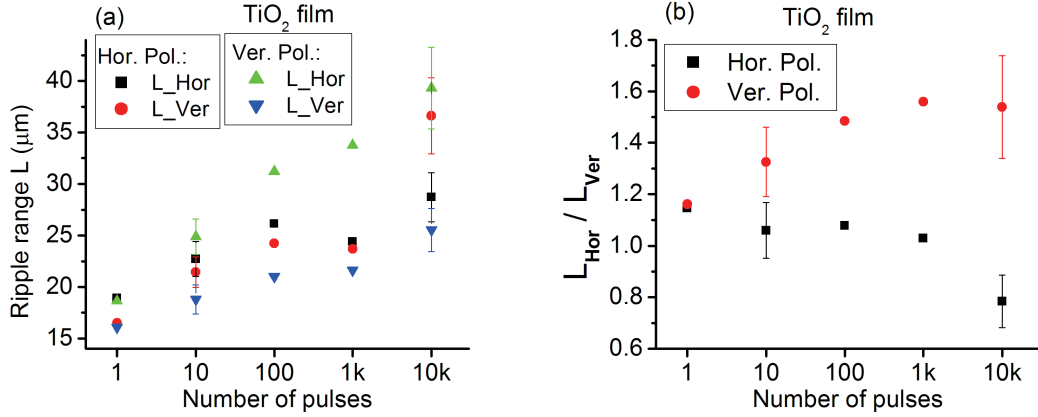 (a)
TiO2 film
Hor. Pol.:
L_Hor
L_Ver
Ver. Pol.:
L_Hor
L_Ver
Ripple range L (μm)
40
35
30
25
20
15
1
10
100
1k
10k
Number of pulses
(b)
TiO2 film
Hor. Pol.
Ver. Pol.
LHor / LVer
1.8
1.6
1.4
1.2
1.0
0.8
0.6
1
10
100
1k
10k
Number of pulses